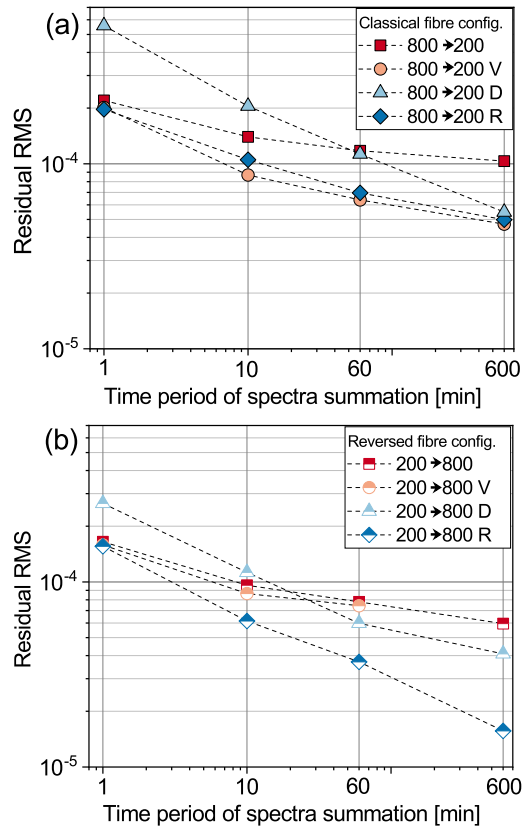 (a)
Classical fibre config.
800➔200
800➔200 V
800➔200 D
800➔200 R
Residual RMS
10⁻⁴
10⁻⁵
1 10 60 600
Time period of spectra summation [min]
(b)
Reversed fibre config.
200➔800
200➔800 V
200➔800 D
200➔800 R
Residual RMS
10⁻⁴
10⁻⁵
1 10 60 600
Time period of spectra summation [min]